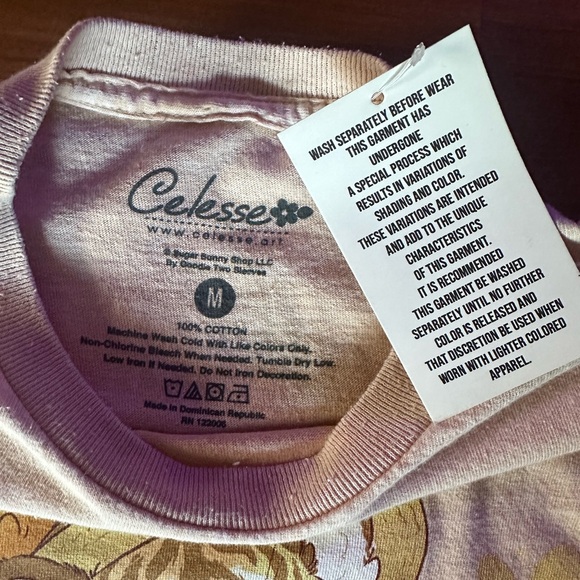 Celesse
www.celesse.art
© Sugar Bunny Shop LLC
By Goodie Two Sleeves
M
100% COTTON
Machine Wash Cold With Like Colors Only.
Non-Chlorine Bleach When Needed. Tumble Dry Low.
Low Iron If Needed. Do Not Iron Decoration.
Made in Dominican Republic
RN 123006
WASH SEPARATELY BEFORE WEAR
THIS GARMENT HAS
UNDERGONE
A SPECIAL PROCESS WHICH
RESULTS IN VARIATIONS OF
SHADING AND COLOR.
THESE VARIATIONS ARE INTENDED
AND ADD TO THE UNIQUE
CHARACTERISTICS
OF THIS GARMENT.
IT IS RECOMMENDED
THIS GARMENT BE WASHED
SEPARATELY UNTIL NO FURTHER
COLOR IS RELEASED AND
THAT DISCRETION BE USED WHEN
WORN WITH LIGHTER COLORED
APPAREL.